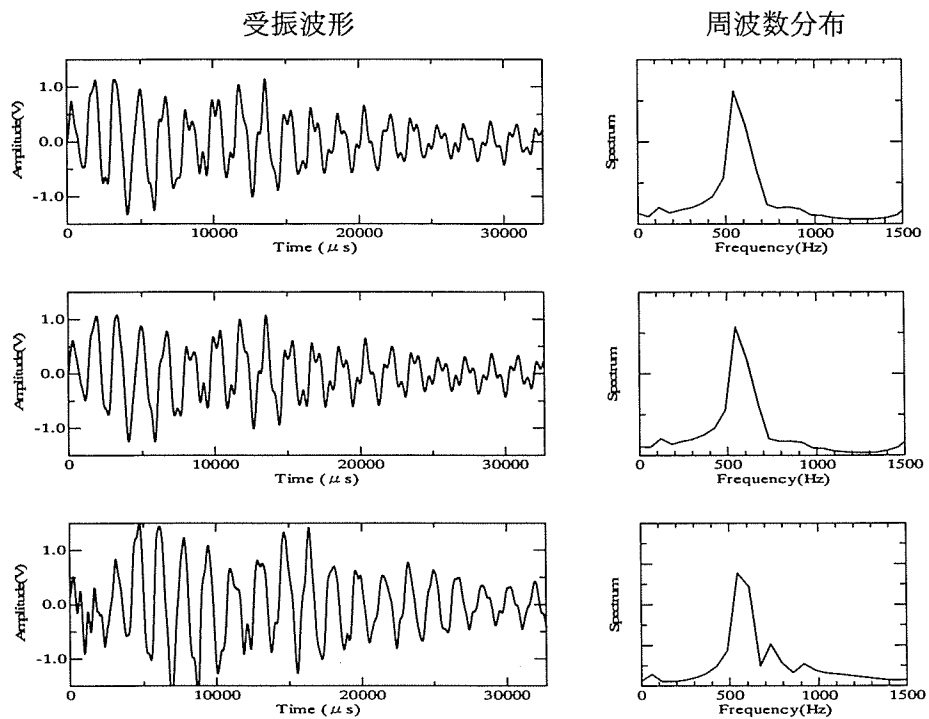 受振波形
周波数分布
Amplitude(V)
1.0
0.0
-1.0
0
10000
20000
30000
Time (μs)
Spectrum
0
500
1000
1500
Frequency(Hz)
Amplitude(V)
1.0
0.0
-1.0
0
10000
20000
30000
Time (μs)
Spectrum
0
500
1000
1500
Frequency(Hz)
Amplitude(V)
1.0
0.0
-1.0
0
10000
20000
30000
Time (μs)
Spectrum
0
500
1000
1500
Frequency(Hz)